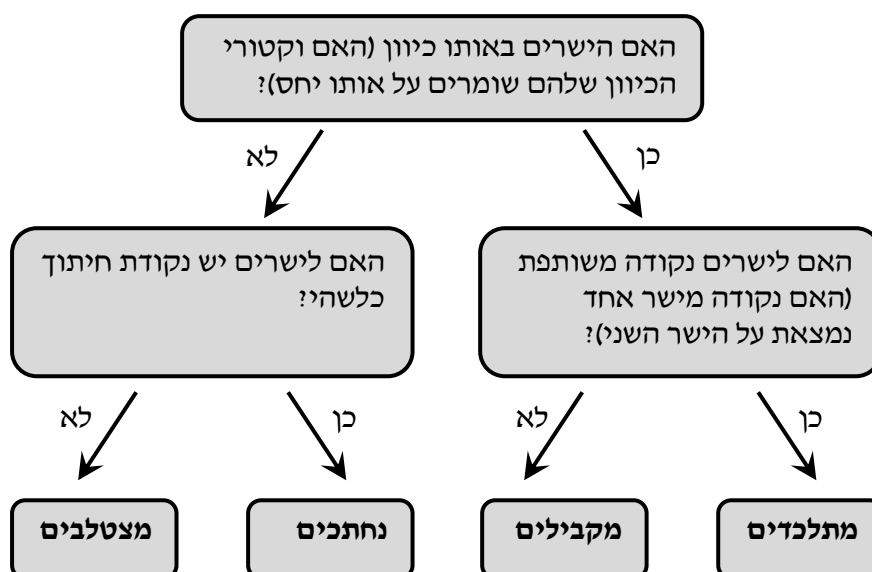 האם הישרים באותו כיוון (האם וקטורי
הכיוון שלהם שומרים על אותו יחס)?
כן
לא
האם לישרים נקודה משותפת
(האם נקודה מישר אחד
נמצאת על הישר השני)?
האם לישרים יש נקודת חיתוך
כלשהי?
כן
לא
כן
לא
מתלכדים
מקבילים
נחתכים
מצטלבים